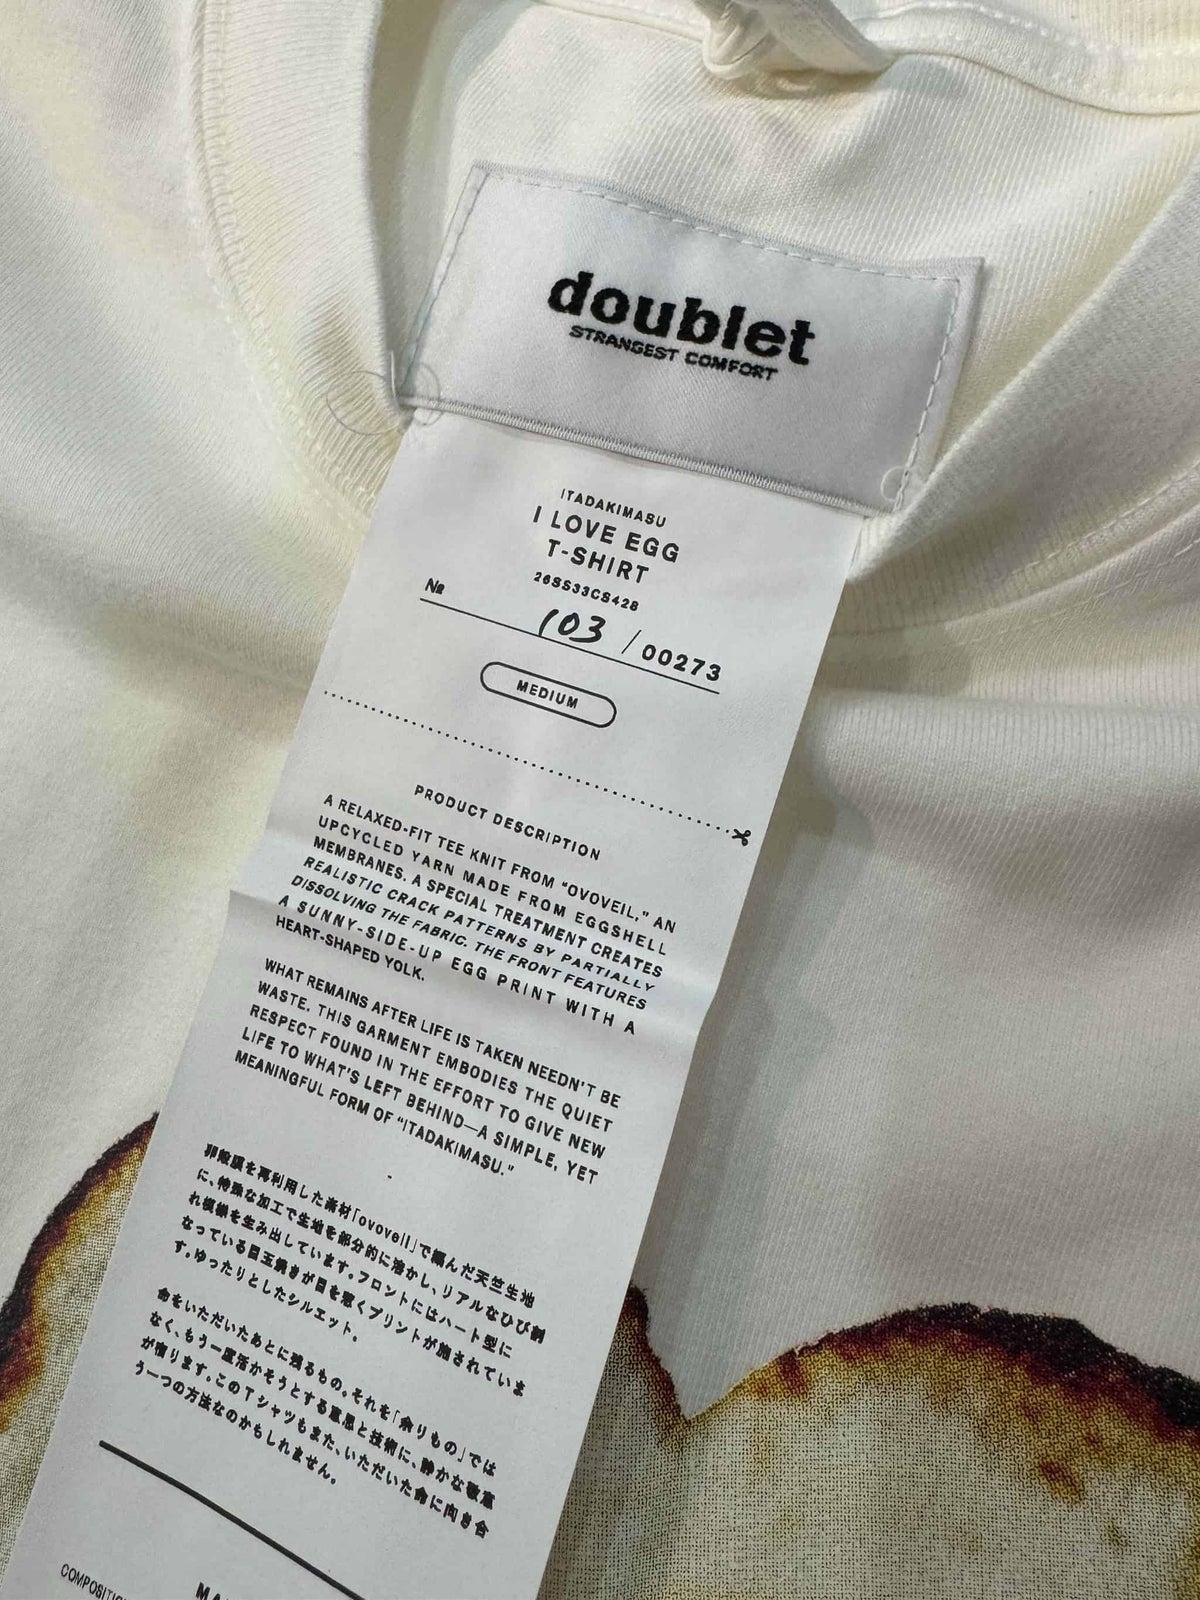 doublet
STRANGEST COMFORT
ITADAKIMASU
I LOVE EGG
T-SHIRT
26SS33CS428
№ 103 / 00273
MEDIUM
PRODUCT DESCRIPTION
A RELAXED-FIT TEE KNIT FROM “OVOVEIL,” AN
UPCYCLED YARN MADE FROM EGGSHELL
MEMBRANES. A SPECIAL TREATMENT CREATES
REALISTIC CRACK PATTERNS BY PARTIALLY
DISSOLVING THE FABRIC. THE FRONT FEATURES
A SUNNY-SIDE-UP EGG PRINT WITH A
HEART-SHAPED YOLK.
WHAT REMAINS AFTER LIFE IS TAKEN NEEDN'T BE
WASTE. THIS GARMENT EMBODIES THE QUIET
RESPECT FOUND IN THE EFFORT TO GIVE NEW
LIFE TO WHAT'S LEFT BEHIND—A SIMPLE, YET
MEANINGFUL FORM OF “ITADAKIMASU.”
卵殻膜を再利用した素材「ovoveil」で編んだ天竺生地
に、特殊な加工で生地を部分的に溶かし、リアルなひび割
れ模様を生み出しています。フロントにはハート型に
なっている目玉焼きが目を惹くプリントが施されていま
す。ゆったりとしたシルエット。
命をいただいたあとに残るもの。それを「余りもの」では
なく、もう一度活かそうとする意思と技術に、静かな敬意
が宿ります。このTシャツもまた、いただいた命に向き合
う一つの方法なのかもしれません。